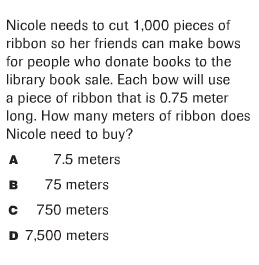 Nicole needs to cut 1,000 pieces of
ribbon so her friends can make bows
for people who donate books to the
library book sale. Each bow will use
a piece of ribbon that is 0.75 meter
long. How many meters of ribbon does
Nicole need to buy?
A 7.5 meters
B 75 meters
C 750 meters
D 7,500 meters